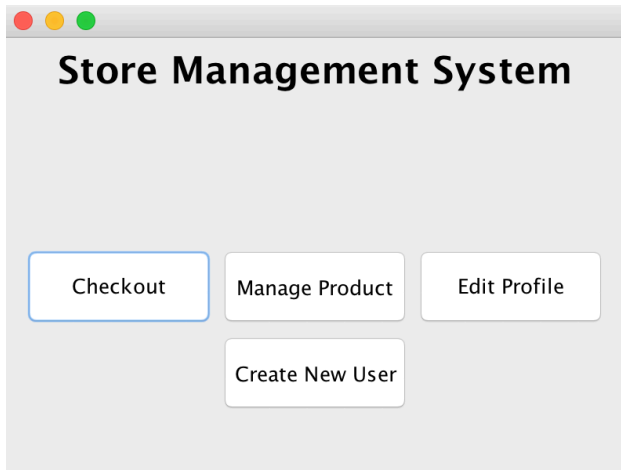 Store Management System
Checkout
Manage Product
Edit Profile
Create New User